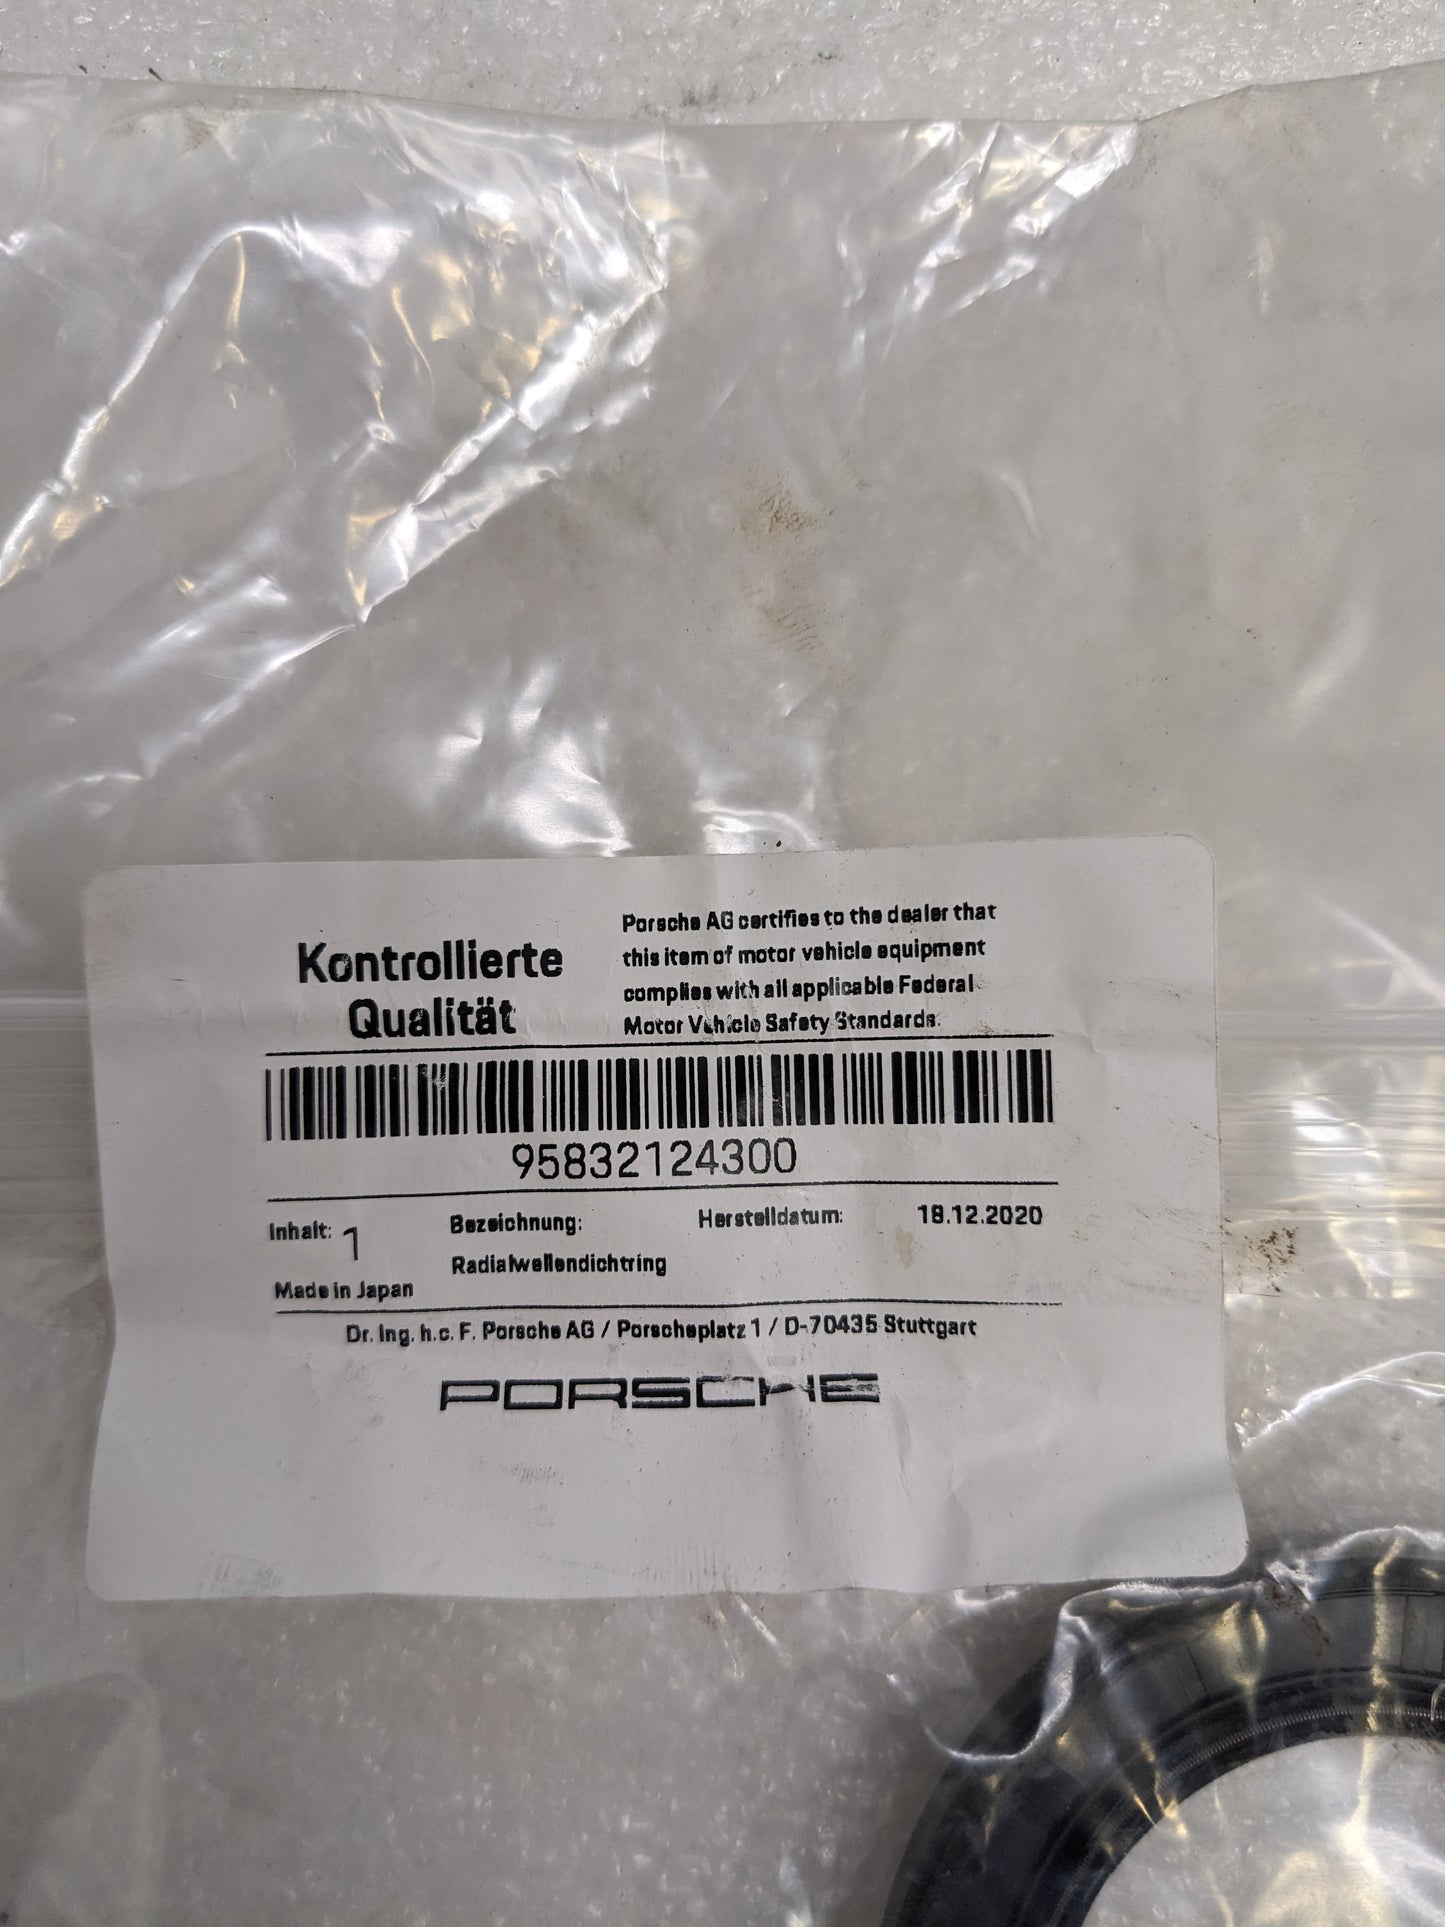 Kontrollierte
Qualität
Porsche AG certifies to the dealer that
this item of motor vehicle equipment
complies with all applicable Federal
Motor Vehicle Safety Standards.
95832124300
Inhalt: 1
Bezeichnung:
Radialwellendichtring
Herstelldatum: 18.12.2020
Made in Japan
Dr. Ing. h.c. F. Porsche AG / Porscheplatz 1 / D-70435 Stuttgart
PORSCHE